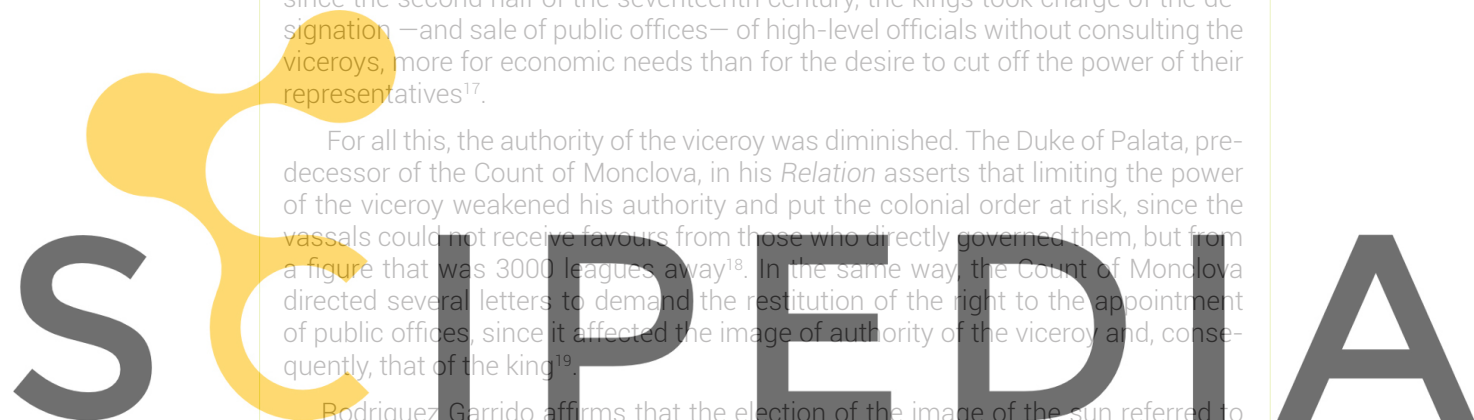 since the second half of the seventeenth century, the kings took charge of the de-
signation —and sale of public offices— of high-level officials without consulting the
viceroys, more for economic needs than for the desire to cut off the power of their
representatives17.
For all this, the authority of the viceroy was diminished. The Duke of Palata, pre-
decessor of the Count of Monclova, in his Relation asserts that limiting the power
of the viceroy weakened his authority and put the colonial order at risk, since the
vassals could not receive favours from those who directly governed them, but from
a figure that was 3000 leagues away18. In the same way, the Count of Monclova
directed several letters to demand the restitution of the right to the appointment
of public offices, since it affected the image of authority of the viceroy and, conse-
quently, that of the king19.
Rodriguez Garrido affirms that the election of the image of the sun referred to
SCIPEDIA